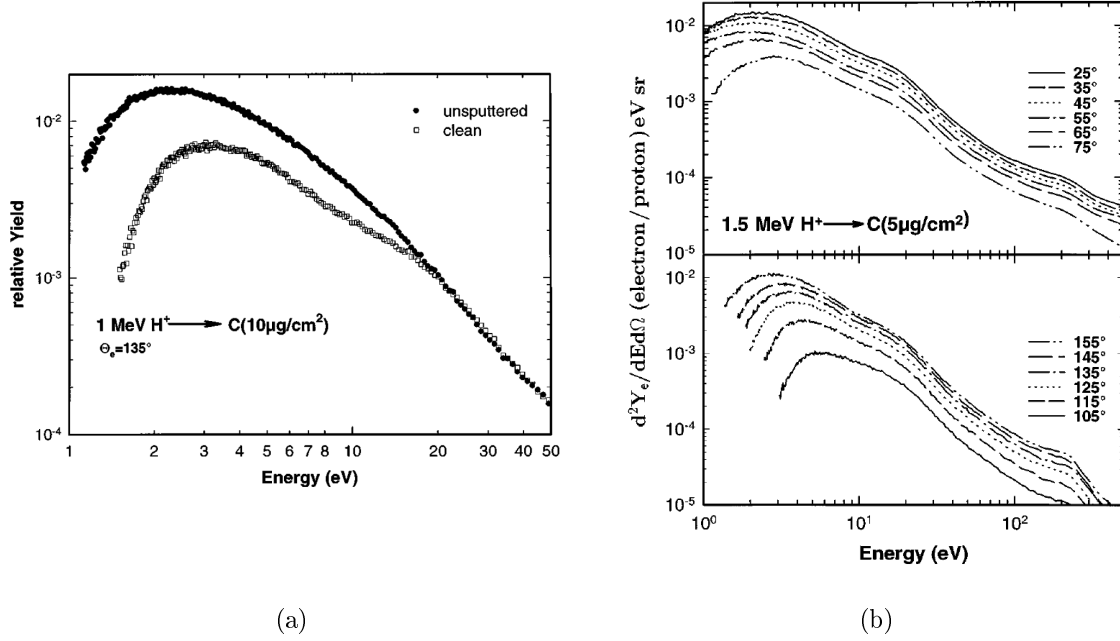 relative Yield
10⁻²
10⁻³
10⁻⁴
● unsputtered
□ clean
1 MeV H⁺ → C(10μg/cm²)
Θₑ=135°
1 2 3 4 5 6 7 8 10 20 30 40 50
Energy (eV)
(a)
d²Yₑ/dEdΩ (electron/proton) eV sr
10⁻²
10⁻³
10⁻⁴
10⁻⁵
25°
35°
45°
55°
65°
75°
1.5 MeV H⁺ → C(5μg/cm²)
10⁻²
10⁻³
10⁻⁴
10⁻⁵
155°
145°
135°
125°
115°
105°
10⁰ 10¹ 10²
Energy (eV)
(b)